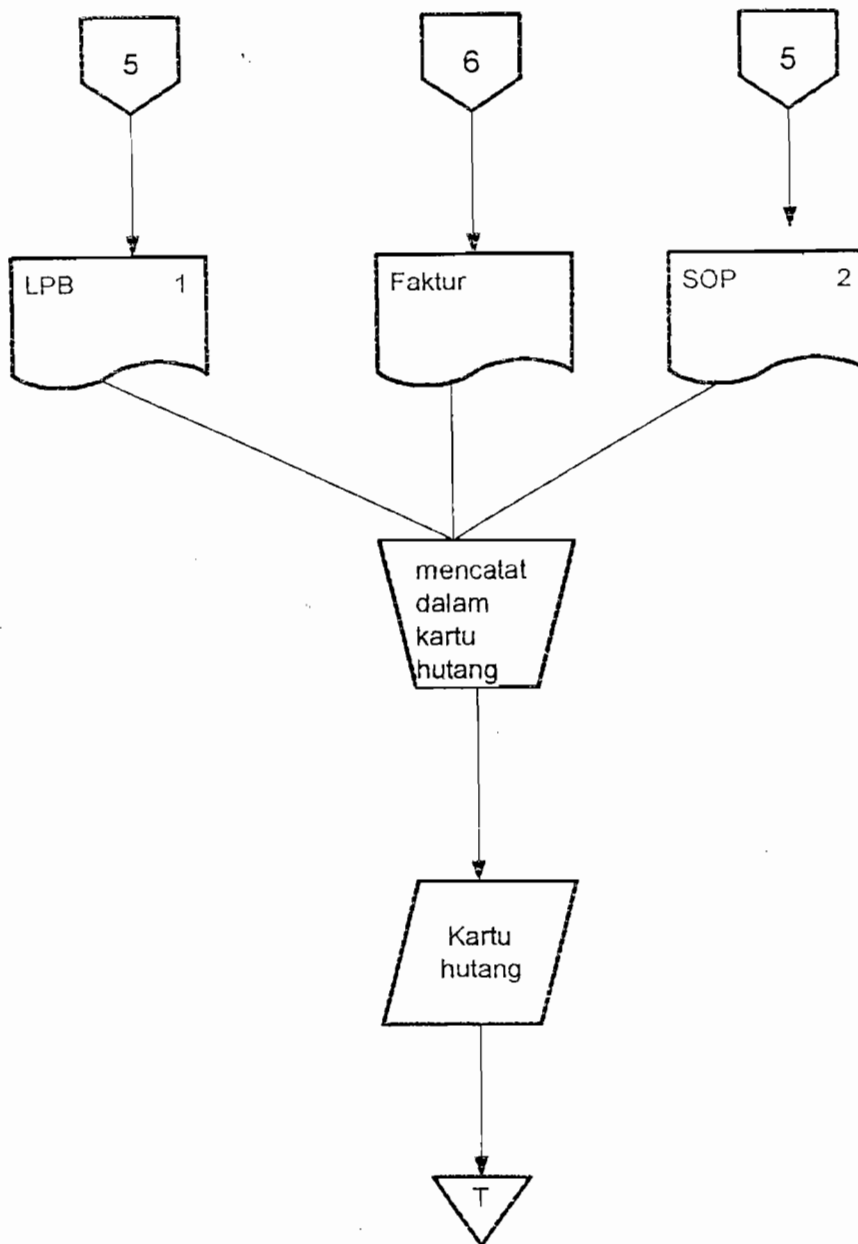 5 6 5
LPB 1
Faktur
SOP 2
mencatat
dalam
kartu
hutang
Kartu
hutang
T